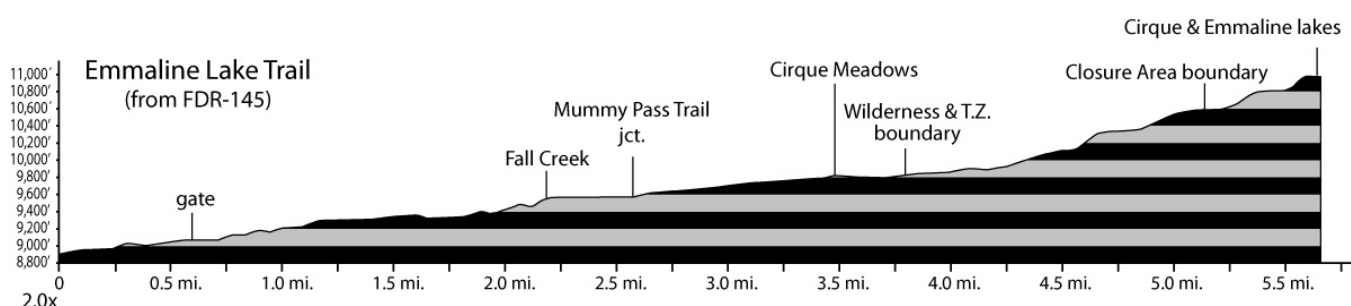 Cirque & Emmaline lakes
Emmaline Lake Trail
(from FDR-145)
Cirque Meadows
Closure Area boundary
Mummy Pass Trail
jct.
Wilderness & T.Z.
boundary
Fall Creek
gate
11,000′
10,800′
10,600′
10,400′
10,200′
10,000′
9,800′
9,600′
9,400′
9,200′
9,000′
8,800′
0 0.5 mi. 1.0 mi. 1.5 mi. 2.0 mi. 2.5 mi. 3.0 mi. 3.5 mi. 4.0 mi. 4.5 mi. 5.0 mi. 5.5 mi.
2.0x